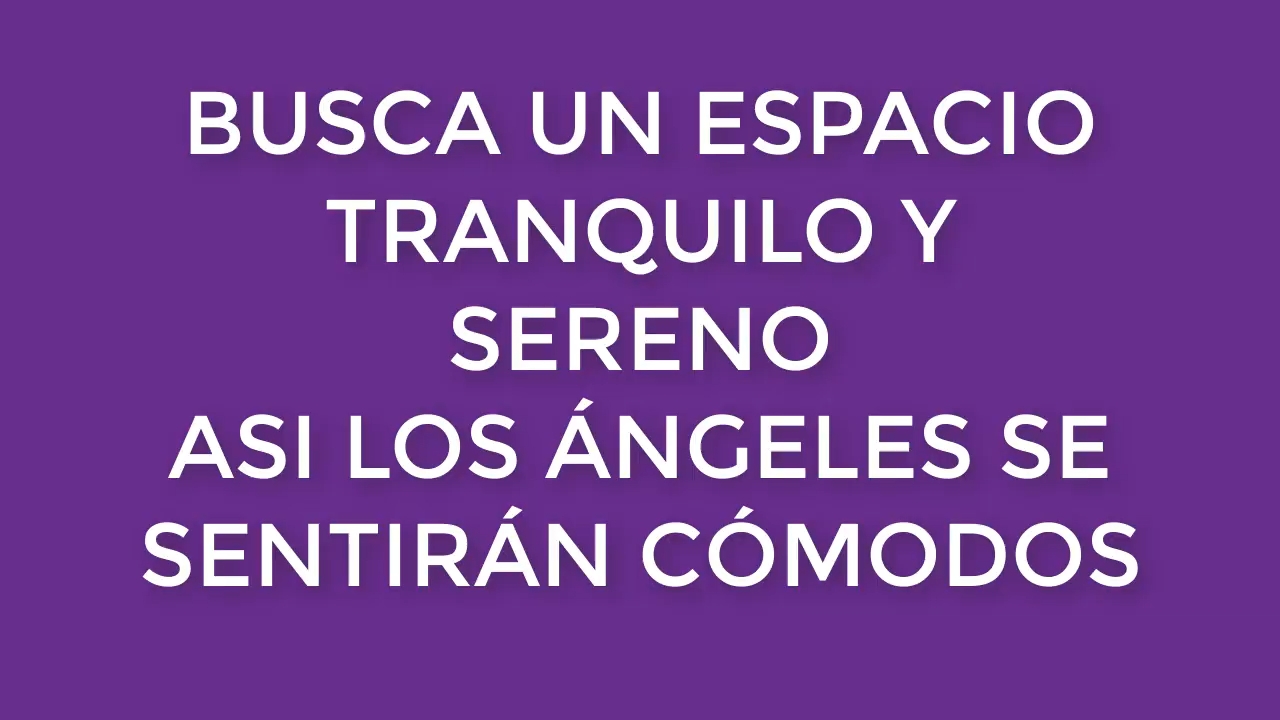 BUSCA UN ESPACIO
TRANQUILO Y
SERENO
ASI LOS ÁNGELES SE
SENTIRÁN CÓMODOS